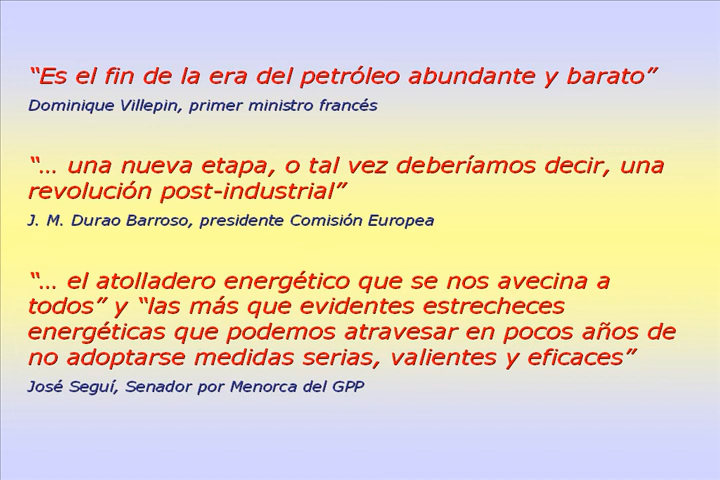 “Es el fin de la era del petróleo abundante y barato”
Dominique Villepin, primer ministro francés
“… una nueva etapa, o tal vez deberíamos decir, una
revolución post-industrial”
J. M. Durao Barroso, presidente Comisión Europea
“… el atolladero energético que se nos avecina a
todos” y “las más que evidentes estrecheces
energéticas que podemos atravesar en pocos años de
no adoptarse medidas serias, valientes y eficaces”
José Seguí, Senador por Menorca del GPP